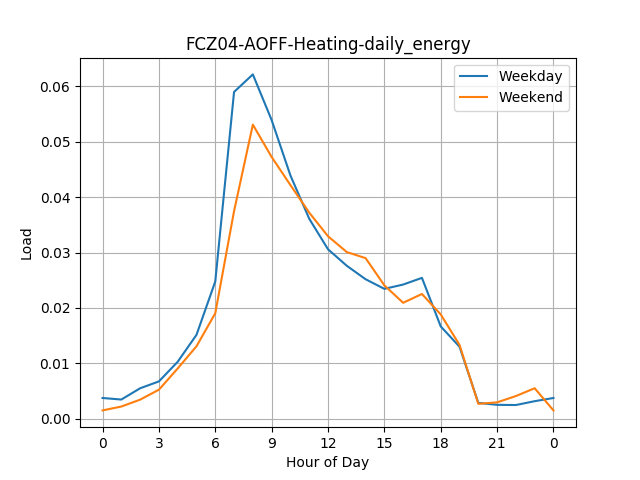 FCZ04-AOFF-Heating-daily_energy
Weekday
Weekend
0.06
0.05
0.04
0.03
0.02
0.01
0.00
Load
0 3 6 9 12 15 18 21 0
Hour of Day